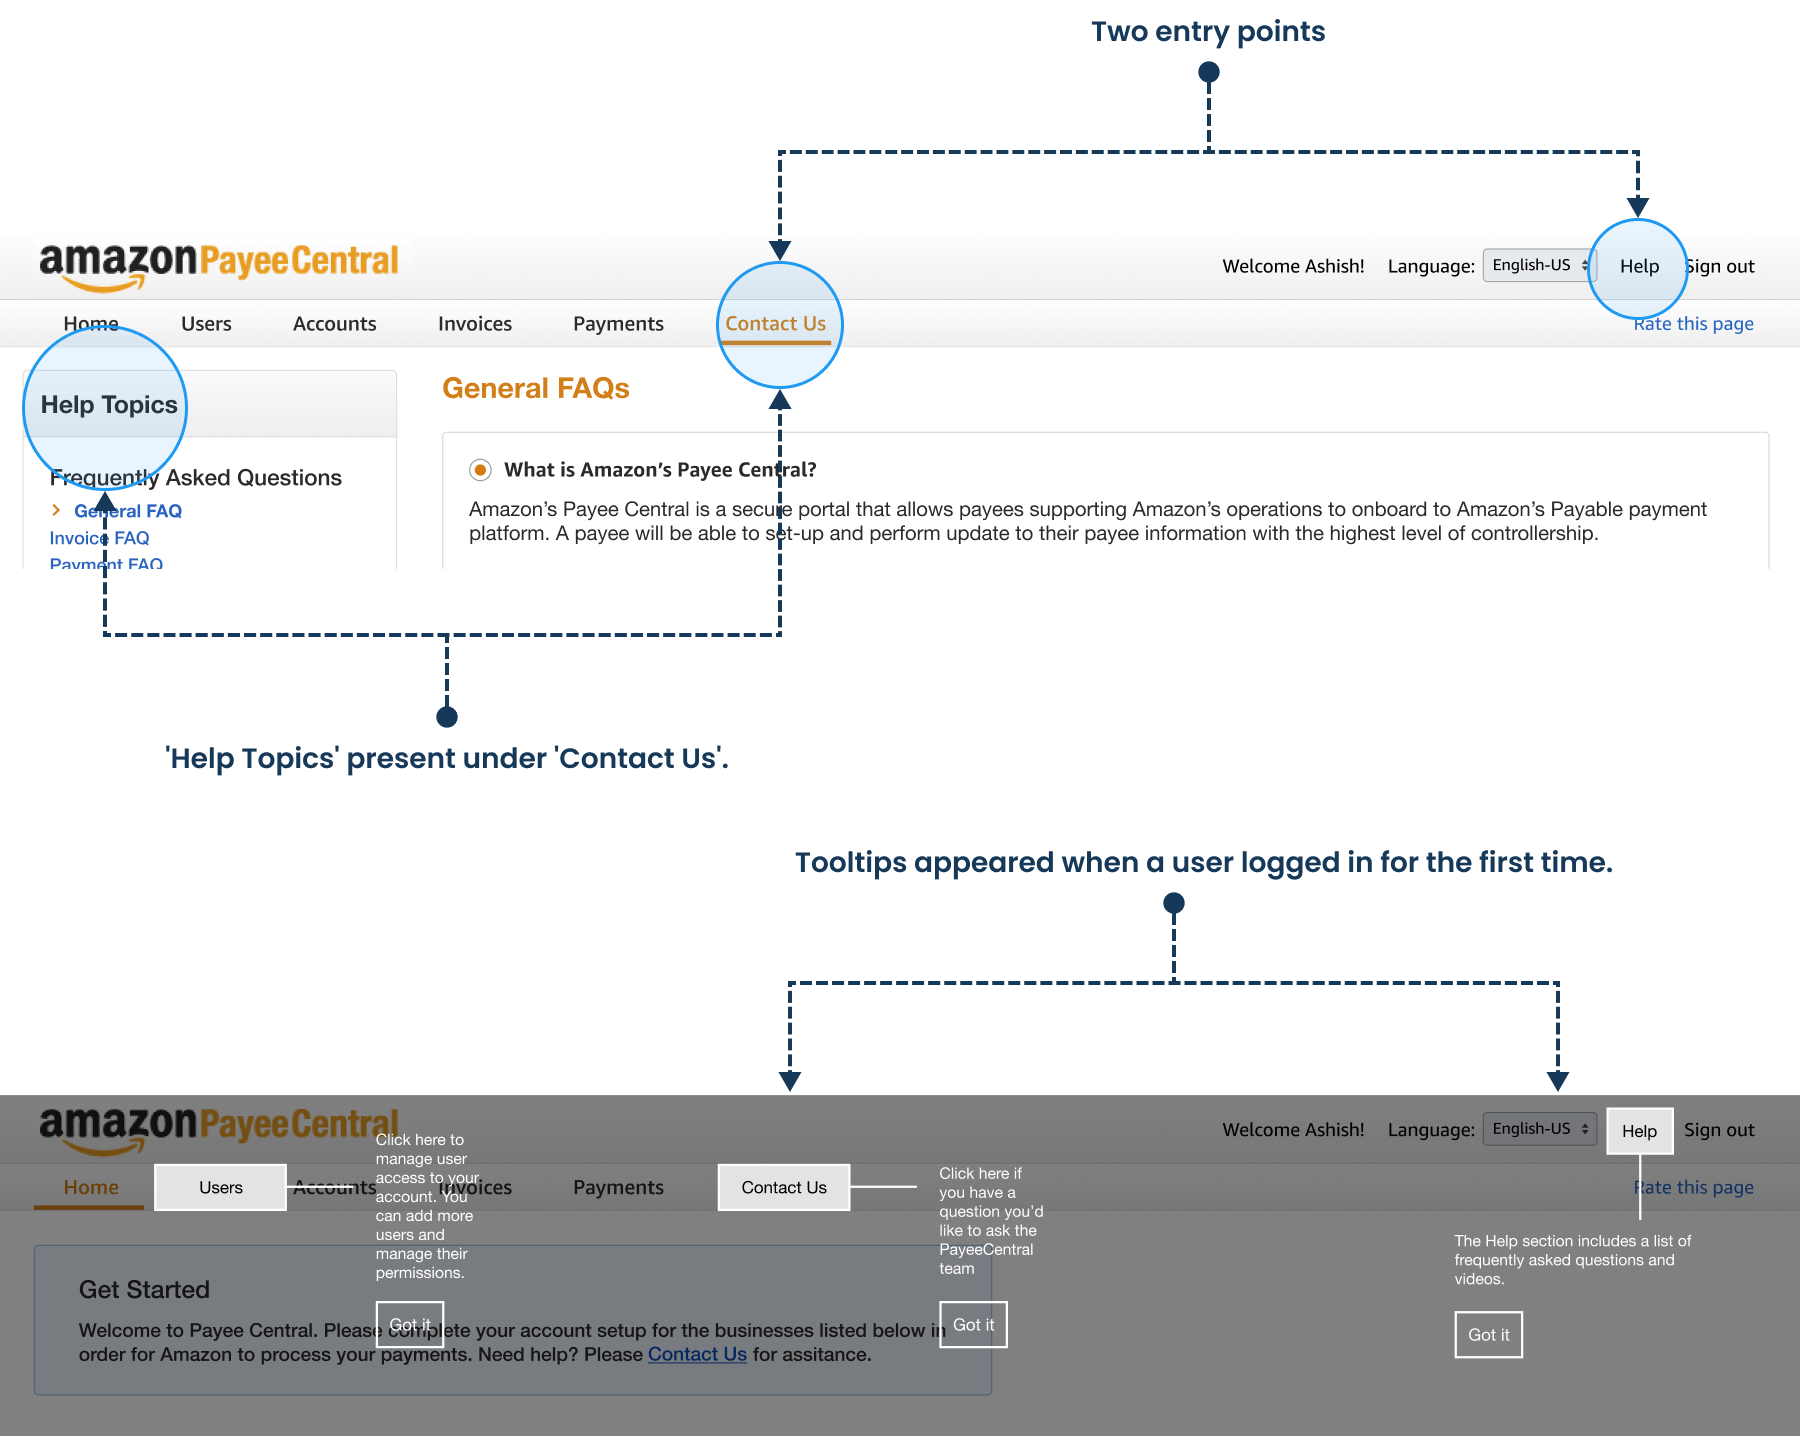 Two entry points
amazon PayeeCentral
Welcome Ashish! Language: English-US Help Sign out
Home Users Accounts Invoices Payments Contact Us Rate this page
Help Topics
General FAQs
Frequently Asked Questions
General FAQ
Invoice FAQ
Payment FAQ
What is Amazon's Payee Central?
Amazon's Payee Central is a secure portal that allows payees supporting Amazon's operations to onboard to Amazon's Payable payment
platform. A payee will be able to set-up and perform update to their payee information with the highest level of controllership.
'Help Topics' present under 'Contact Us'.
Tooltips appeared when a user logged in for the first time.
amazon PayeeCentral
Welcome Ashish! Language: English-US Help Sign out
Home Users Accounts Invoices Payments Contact Us Rate this page
Click here to
manage user
access to your
account. You
can add more
users and
manage their
permissions.
Got it
Click here if
you have a
question you'd
like to ask the
PayeeCentral
team
Got it
The Help section includes a list of
frequently asked questions and
videos.
Got it
Get Started
Welcome to Payee Central. Please complete your account setup for the businesses listed below in
order for Amazon to process your payments. Need help? Please Contact Us for assitance.